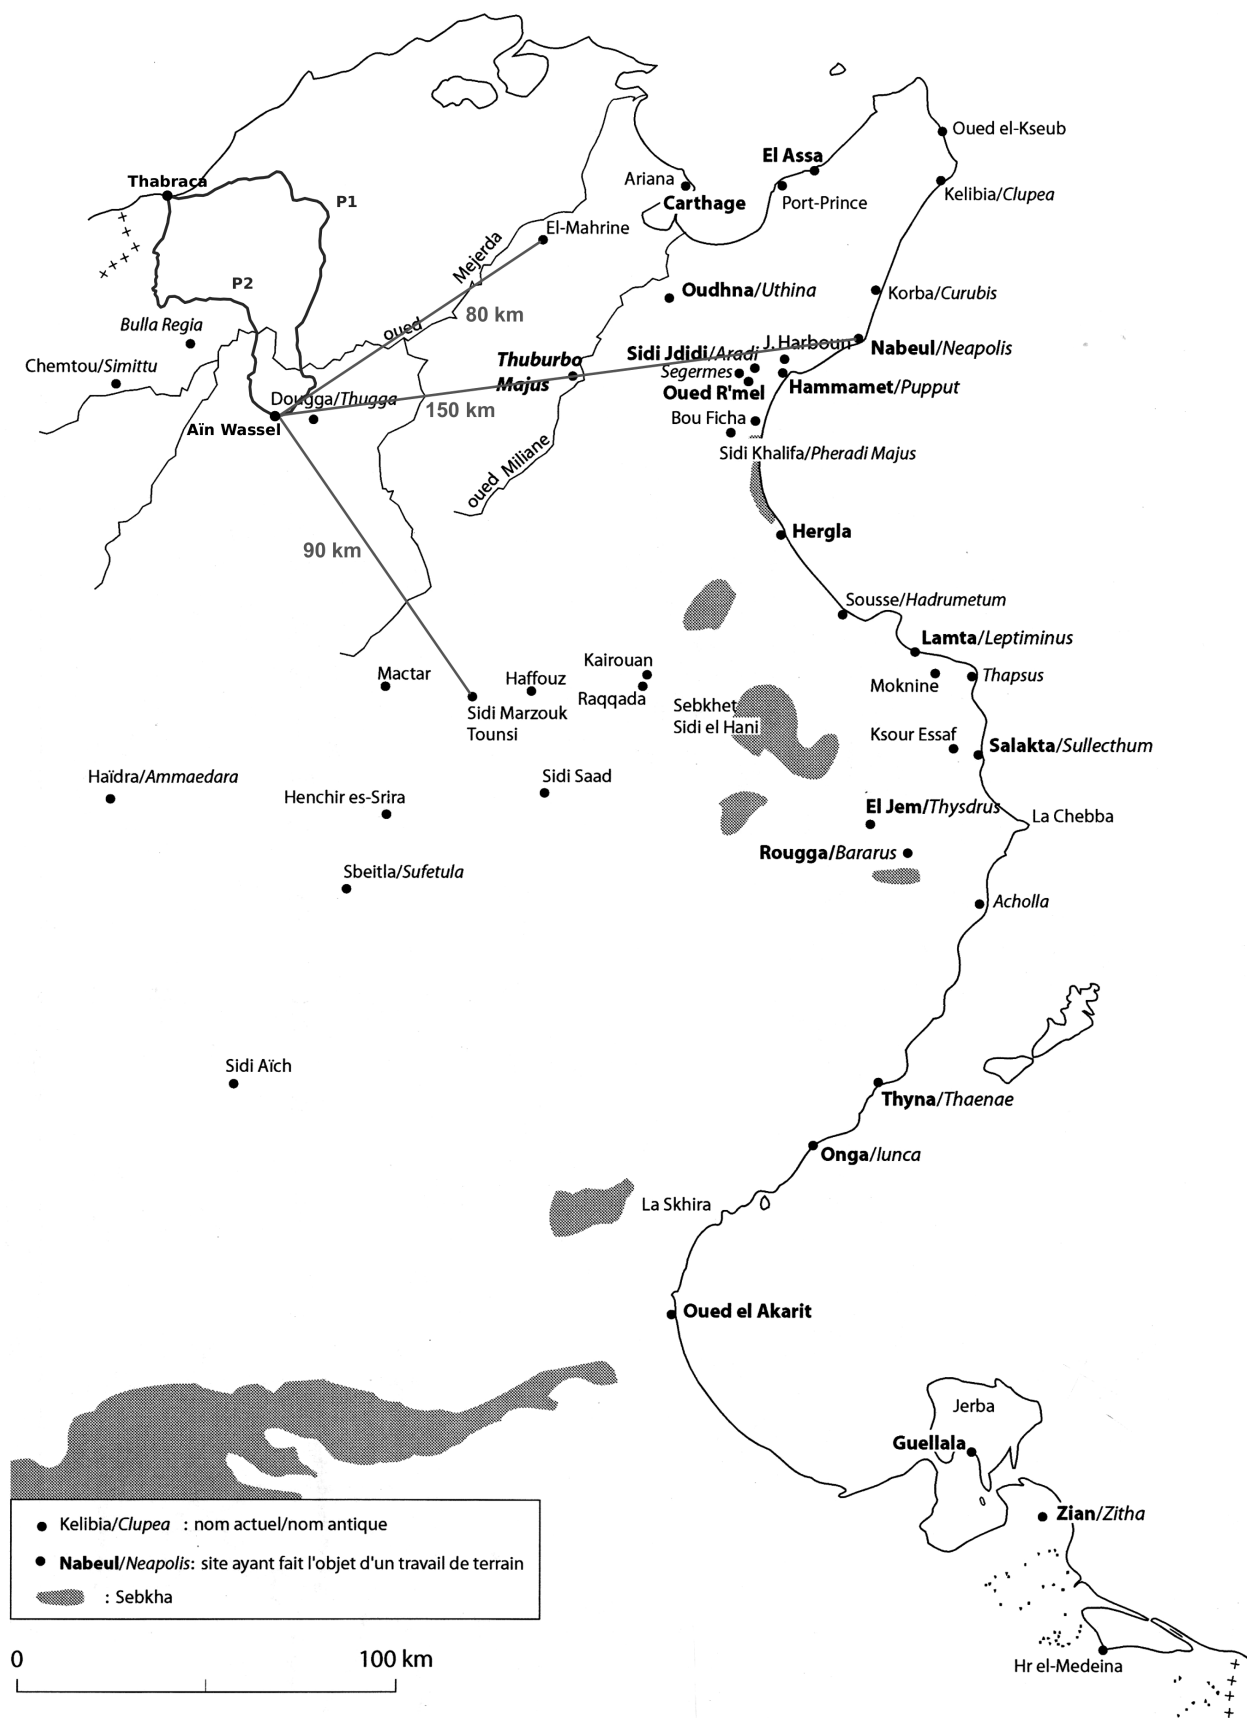 Oued el-Kseub
El Assa
Thabraca
Ariana
Kelibia/Clupea
Carthage
Port-Prince
P1
El-Mahrine
Mejerda
P2
Oudhna/Uthina
Korba/Curubis
80 km
Bulla Regia
oued
J. Harboun
Nabeul/Neapolis
Sidi Jdidi/Aradi
Chemtou/Simittu
Thuburbo
Majus
Segermes
Hammamet/Pupput
Oued R'mel
Dougga/Thugga
150 km
Bou Ficha
Aïn Wassel
Sidi Khalifa/Pheradi Majus
oued Miliane
Hergla
90 km
Sousse/Hadrumetum
Lamta/Leptiminus
Kairouan
Mactar
Haffouz
Thapsus
Moknine
Raqqada
Sebkhet
Sidi el Hani
Sidi Marzouk
Tounsi
Ksour Essaf
Salakta/Sullecthum
Haïdra/Ammaedara
Sidi Saad
Henchir es-Srira
El Jem/Thysdrus
La Chebba
Rougga/Bararus
Sbeitla/Sufetula
Acholla
Sidi Aïch
Thyna/Thaenae
Onga/Iunca
La Skhira
Oued el Akarit
Jerba
Guellala
Zian/Zitha
Kelibia/Clupea : nom actuel/nom antique
Nabeul/Neapolis: site ayant fait l'objet d'un travail de terrain
: Sebkha
0 100 km
Hr el-Medeina